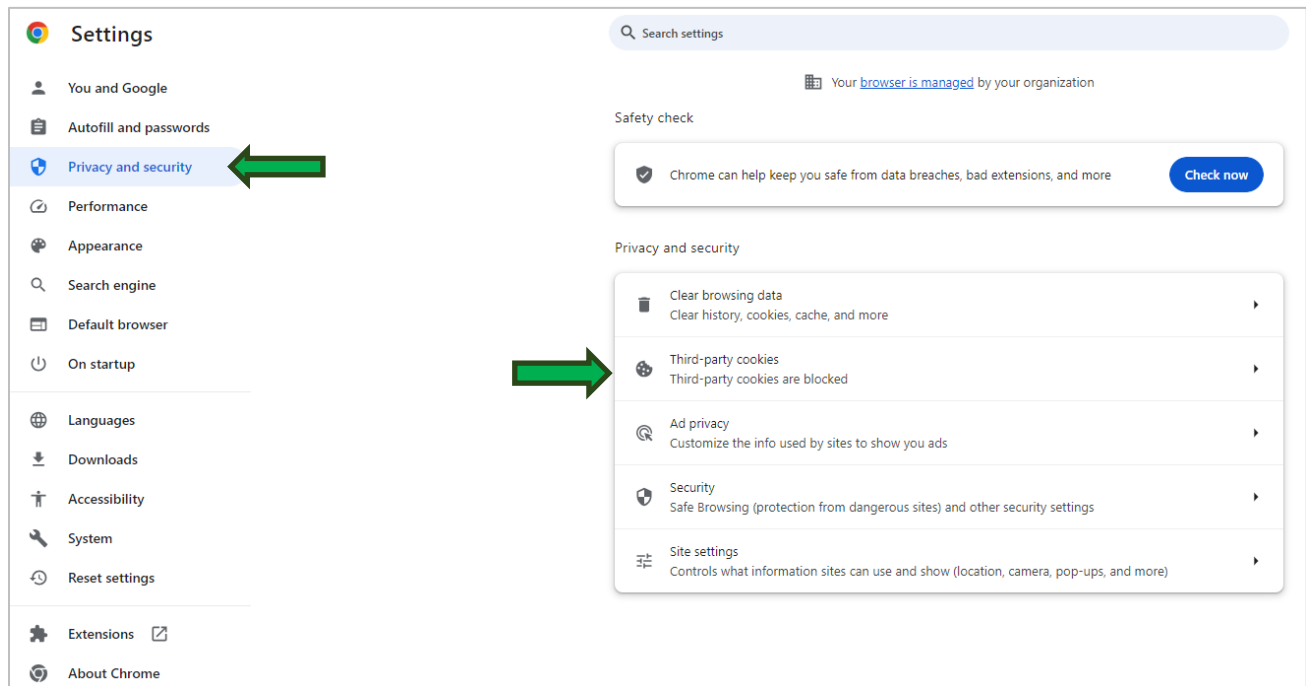 Settings
Search settings
You and Google
Autofill and passwords
Privacy and security
Performance
Appearance
Search engine
Default browser
On startup
Languages
Downloads
Accessibility
System
Reset settings
Extensions
About Chrome
Your browser is managed by your organization
Safety check
Chrome can help keep you safe from data breaches, bad extensions, and more
Check now
Privacy and security
Clear browsing data
Clear history, cookies, cache, and more
Third-party cookies
Third-party cookies are blocked
Ad privacy
Customize the info used by sites to show you ads
Security
Safe Browsing (protection from dangerous sites) and other security settings
Site settings
Controls what information sites can use and show (location, camera, pop-ups, and more)